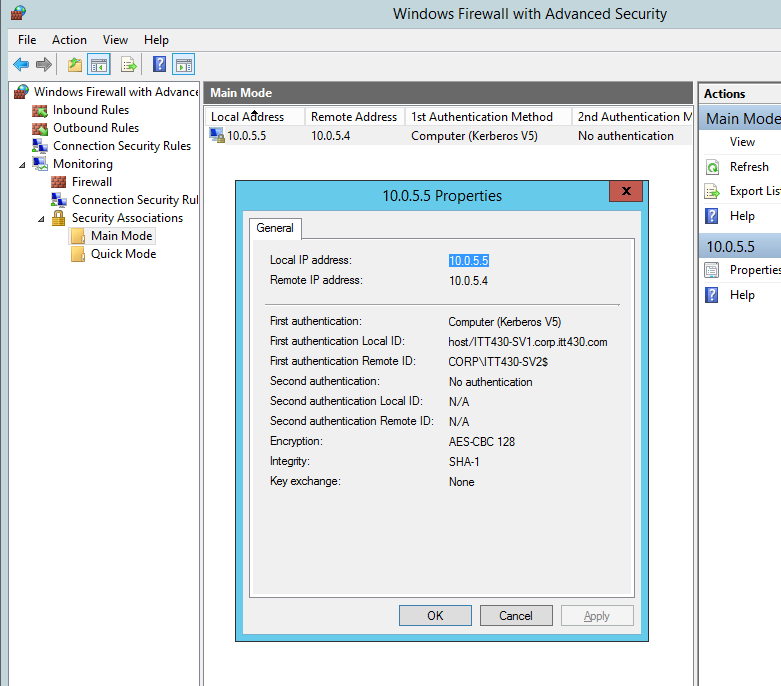 Windows Firewall with Advanced Security
File Action View Help
Windows Firewall with Advance
Inbound Rules
Outbound Rules
Connection Security Rules
Monitoring
Firewall
Connection Security Rul
Security Associations
Main Mode
Quick Mode
Main Mode
Local Address Remote Address 1st Authentication Method 2nd Authentication M
10.0.5.5 10.0.5.4 Computer (Kerberos V5) No authentication
10.0.5.5 Properties
x
General
Local IP address: 10.0.5.5
Remote IP address: 10.0.5.4
First authentication: Computer (Kerberos V5)
First authentication Local ID: host/ITT430-SV1.corp.itt430.com
First authentication Remote ID: CORP\ITT430-SV2$
Second authentication: No authentication
Second authentication Local ID: N/A
Second authentication Remote ID: N/A
Encryption: AES-CBC 128
Integrity: SHA-1
Key exchange: None
OK Cancel Apply
Actions
Main Mode
View
Refresh
Export Lis
Help
10.0.5.5
Properties
Help